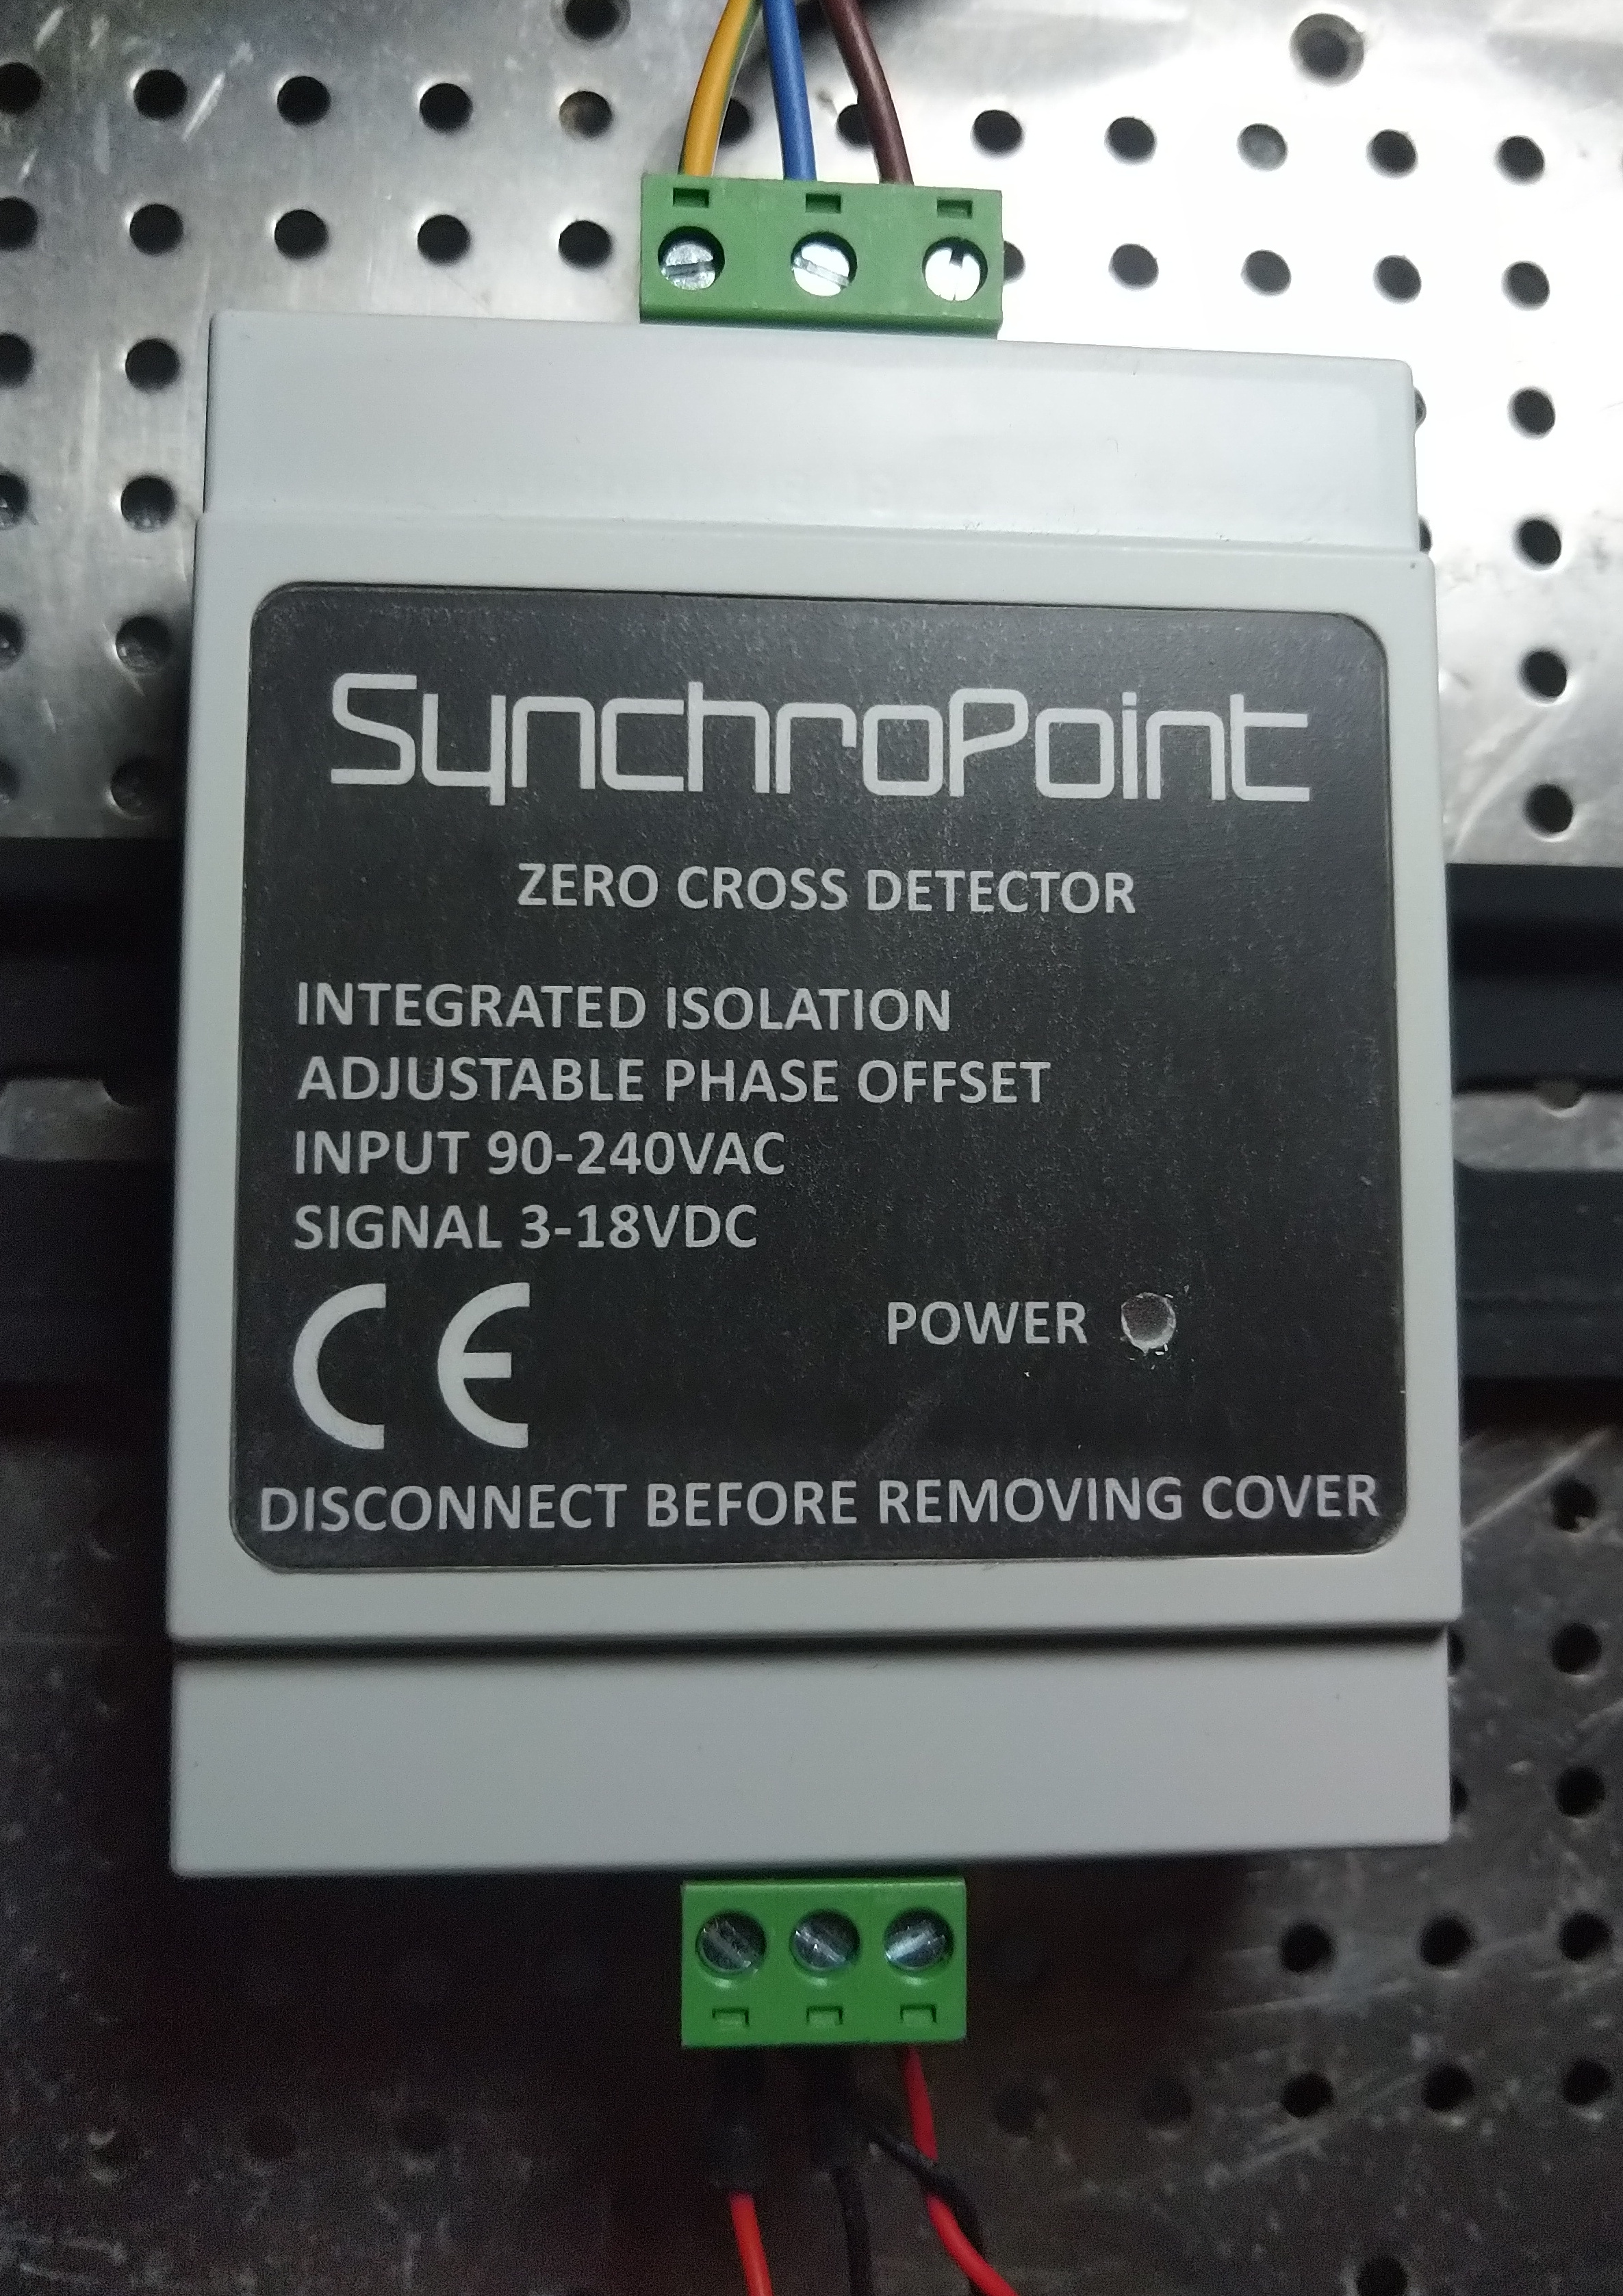 SynchroPoint
ZERO CROSS DETECTOR
INTEGRATED ISOLATION
ADJUSTABLE PHASE OFFSET
INPUT 90-240VAC
SIGNAL 3-18VDC
CE
POWER
DISCONNECT BEFORE REMOVING COVER